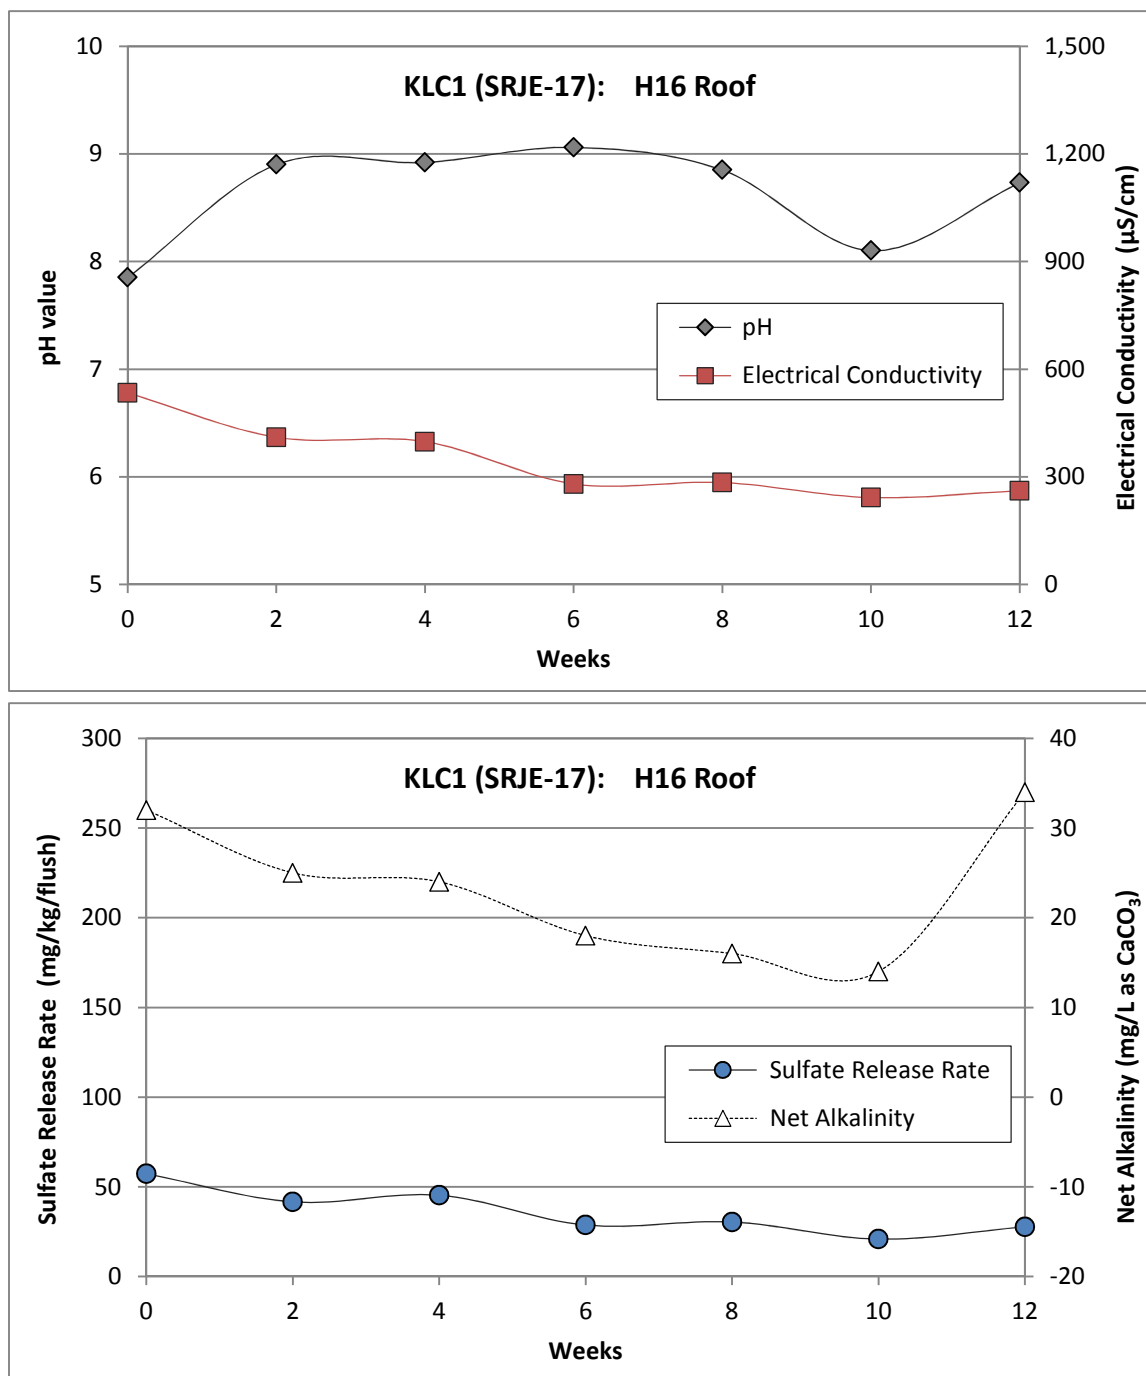 KLC1 (SRJE-17): H16 Roof
10
9
8
7
6
5
pH value
1,500
1,200
900
600
300
0
Electrical Conductivity (µS/cm)
pH
Electrical Conductivity
0 2 4 6 8 10 12
Weeks
KLC1 (SRJE-17): H16 Roof
300
250
200
150
100
50
0
Sulfate Release Rate (mg/kg/flush)
40
30
20
10
0
-10
-20
Net Alkalinity (mg/L as CaCO₃)
Sulfate Release Rate
Net Alkalinity
0 2 4 6 8 10 12
Weeks